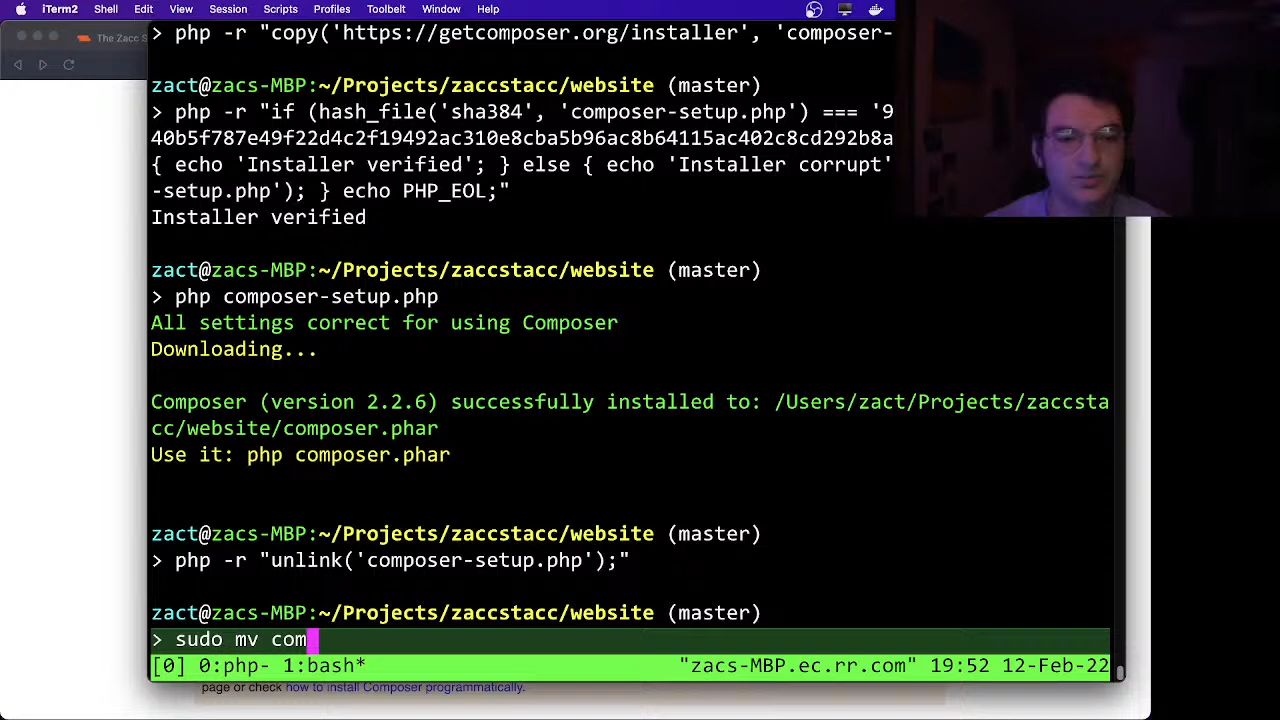 iTerm2 Shell Edit View Session Scripts Profiles Toolbelt Window Help
The Zacc S
> php -r "copy('https://getcomposer.org/installer', 'composer-
zact@zacs-MBP:~/Projects/zaccstacc/website (master)
> php -r "if (hash_file('sha384', 'composer-setup.php') === '9
40b5f787e49f22d4c2f19492ac310e8cba5b96ac8b64115ac402c8cd292b8a
{ echo 'Installer verified'; } else { echo 'Installer corrupt'
-setup.php'); } echo PHP_EOL;"
Installer verified
zact@zacs-MBP:~/Projects/zaccstacc/website (master)
> php composer-setup.php
All settings correct for using Composer
Downloading...
Composer (version 2.2.6) successfully installed to: /Users/zact/Projects/zaccsta
cc/website/composer.phar
Use it: php composer.phar
zact@zacs-MBP:~/Projects/zaccstacc/website (master)
> php -r "unlink('composer-setup.php');"
zact@zacs-MBP:~/Projects/zaccstacc/website (master)
> sudo mv com
[0] 0:php- 1:bash* "zacs-MBP.ec.rr.com" 19:52 12-Feb-22
page or check how to install Composer programmatically.